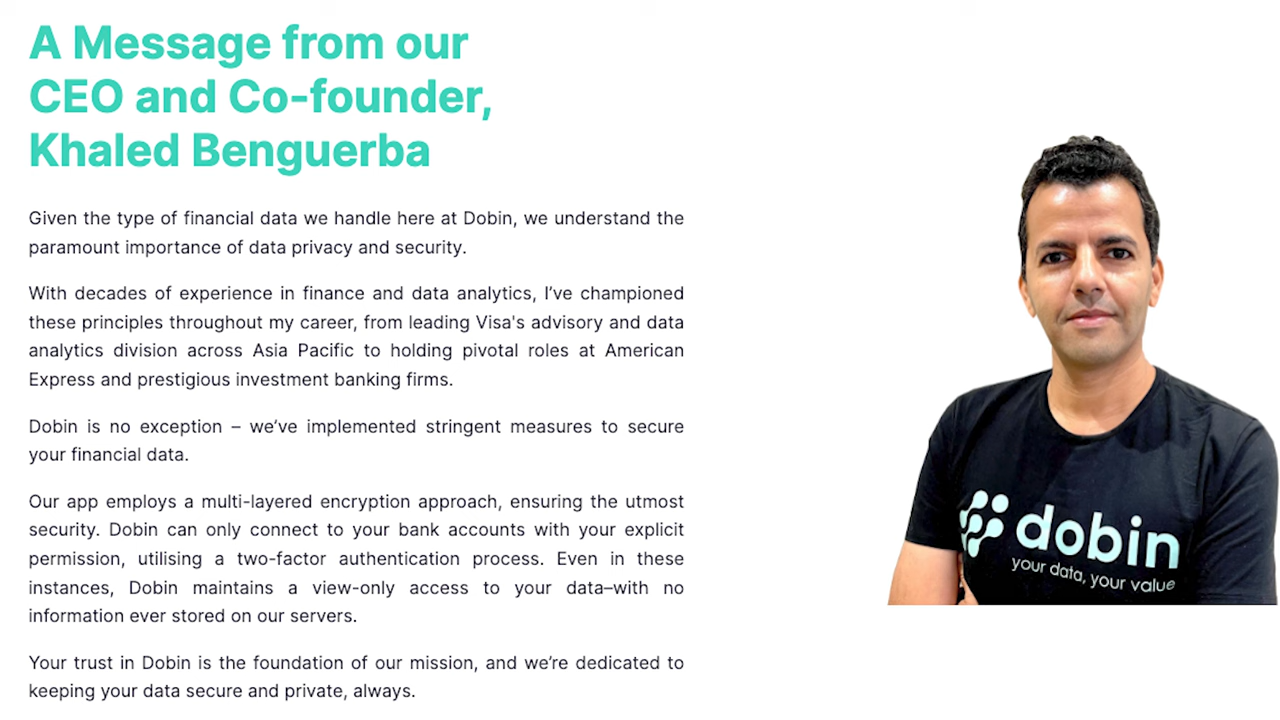 A Message from our
CEO and Co-founder,
Khaled Benguerba
Given the type of financial data we handle here at Dobin, we understand the
paramount importance of data privacy and security.
With decades of experience in finance and data analytics, I've championed
these principles throughout my career, from leading Visa's advisory and data
analytics division across Asia Pacific to holding pivotal roles at American
Express and prestigious investment banking firms.
Dobin is no exception – we've implemented stringent measures to secure
your financial data.
Our app employs a multi-layered encryption approach, ensuring the utmost
security. Dobin can only connect to your bank accounts with your explicit
permission, utilising a two-factor authentication process. Even in these
instances, Dobin maintains a view-only access to your data–with no
information ever stored on our servers.
Your trust in Dobin is the foundation of our mission, and we're dedicated to
keeping your data secure and private, always.
dobin
your data, your value